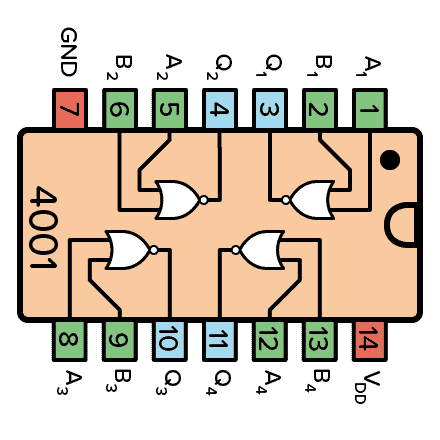 GND B₂ A₂ Q₂ Q₁ B₁ A₁
7 6 5 4 3 2 1
4001
8 9 10 11 12 13 14
A₃ B₃ Q₃ Q₄ A₄ B₄ V_DD